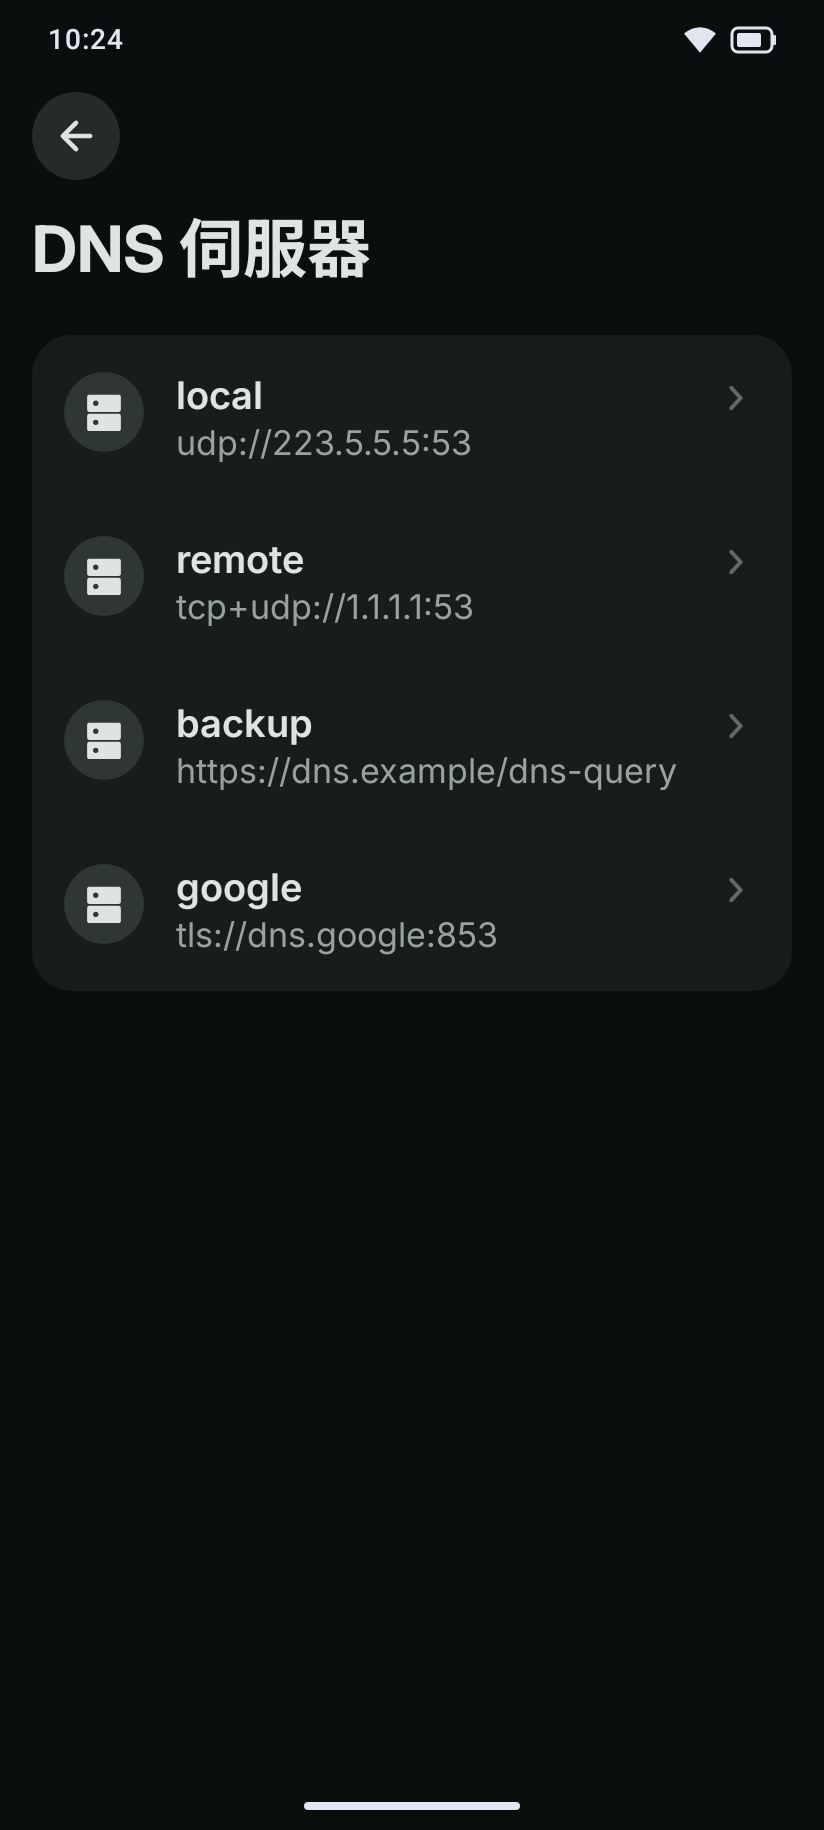 10:24
DNS 伺服器
local
udp://223.5.5.5:53
remote
tcp+udp://1.1.1.1:53
backup
https://dns.example/dns-query
google
tls://dns.google:853